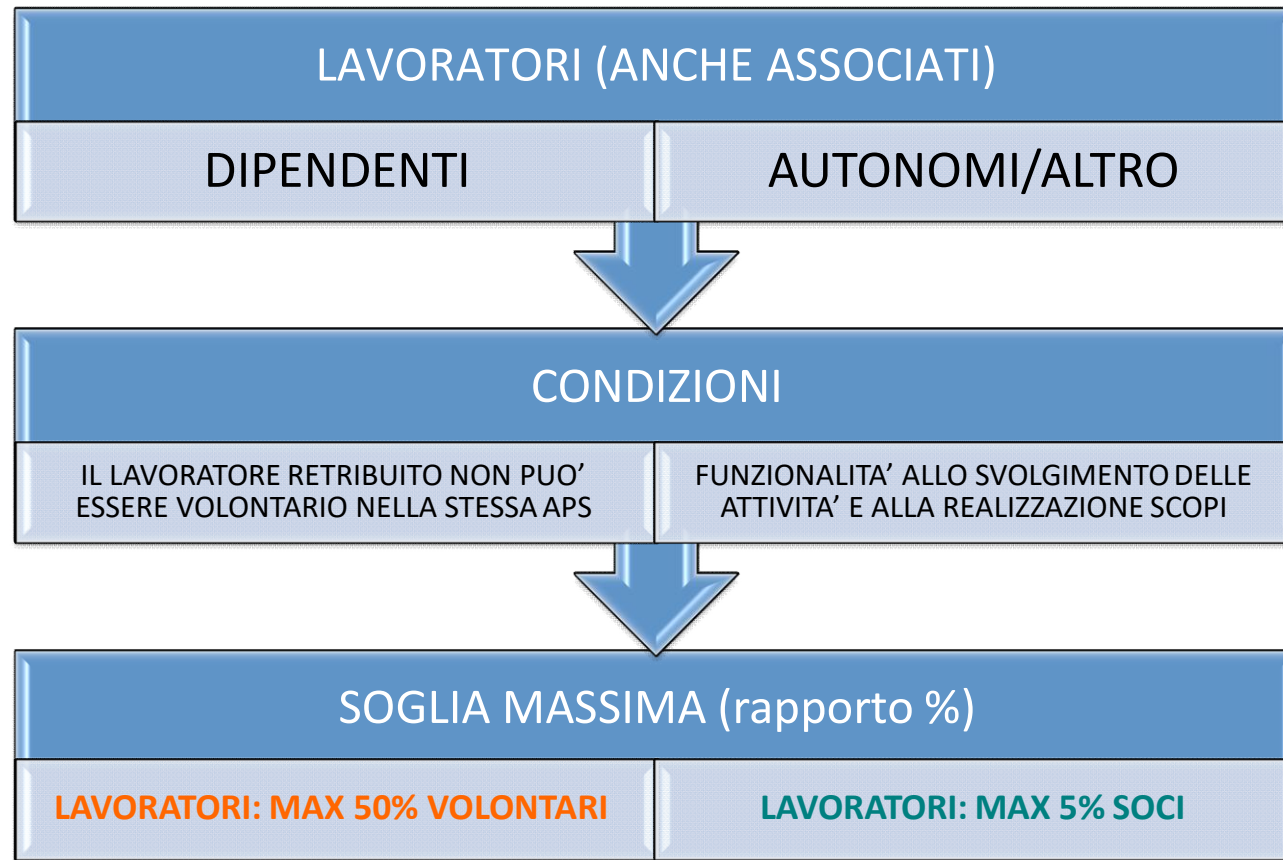 LAVORATORI (ANCHE ASSOCIATI)
DIPENDENTI
AUTONOMI/ALTRO
CONDIZIONI
IL LAVORATORE RETRIBUITO NON PUO’
ESSERE VOLONTARIO NELLA STESSA APS
FUNZIONALITA’ ALLO SVOLGIMENTO DELLE
ATTIVITA’ E ALLA REALIZZAZIONE SCOPI
SOGLIA MASSIMA (rapporto %)
LAVORATORI: MAX 50% VOLONTARI
LAVORATORI: MAX 5% SOCI